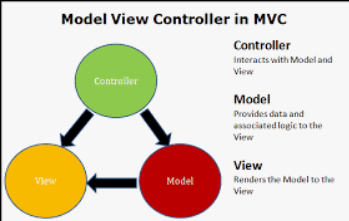 Model View Controller in MVC
Controller
Controller
Interacts with Model and
View
Model
Provides data and
associated logic to the
View
View
Model
View
Renders the Model to the
View